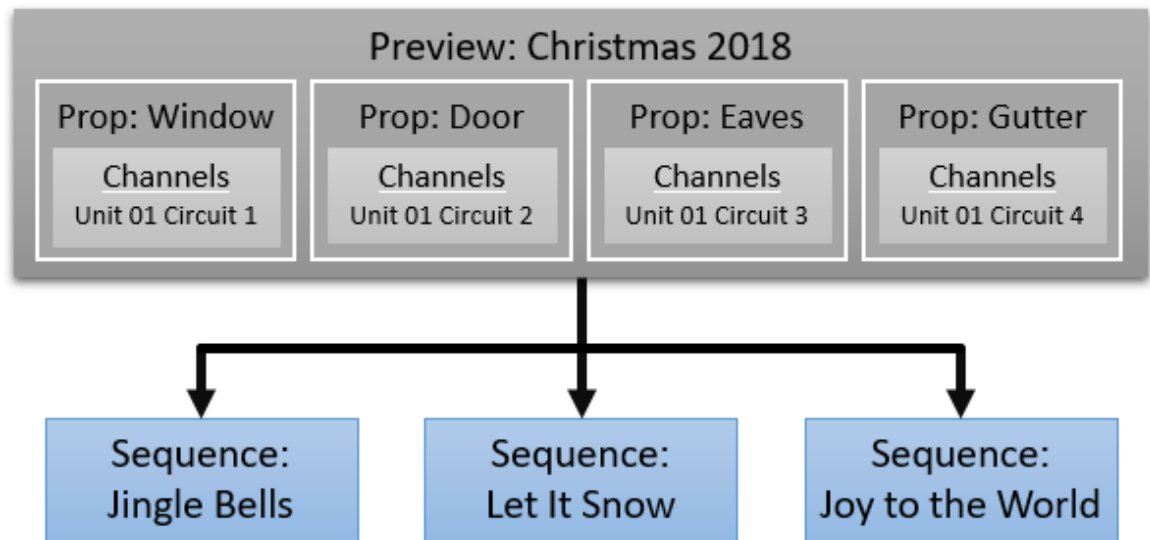 Preview: Christmas 2018
Prop: Window
Channels
Unit 01 Circuit 1
Prop: Door
Channels
Unit 01 Circuit 2
Prop: Eaves
Channels
Unit 01 Circuit 3
Prop: Gutter
Channels
Unit 01 Circuit 4
Sequence:
Jingle Bells
Sequence:
Let It Snow
Sequence:
Joy to the World